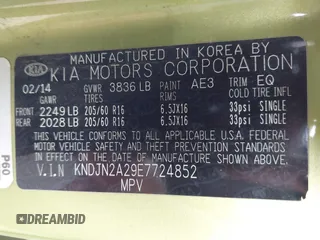 MANUFACTURED IN KOREA BY
KIA KIA MOTORS CORPORATION
02/14 GVWR 3836 LB PAINT AE3 TRIM EQ
GAWR TIRES RIMS COLD TIRE INFL
FRONT 2249 LB 205/60 R16 6.5JX16 33psi SINGLE
REAR 2028 LB 205/60 R16 6.5JX16 33psi SINGLE
THIS VEHICLE CONFORMS TO ALL APPLICABLE
U.S. FEDERAL MOTOR VEHICLE SAFETY, BUMPER, AND
THEFT PREVENTION STANDARDS IN EFFECT ON THE
DATE OF MANUFACTURE SHOWN ABOVE.
V.I.N KNDJN2A29E7724852
MPV
P60
OTOBIDMASTER